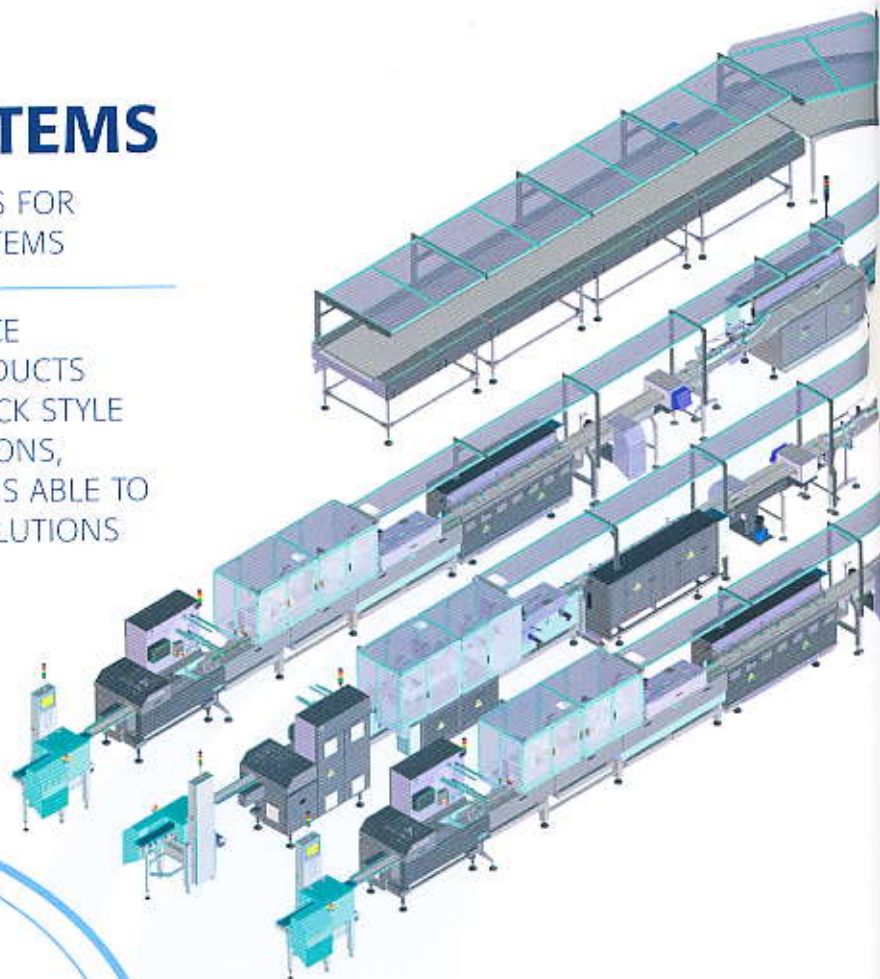 TEMS
S FOR
TEMS
CE
DUCTS
CK STYLE
ONS,
S ABLE TO
LUTIONS